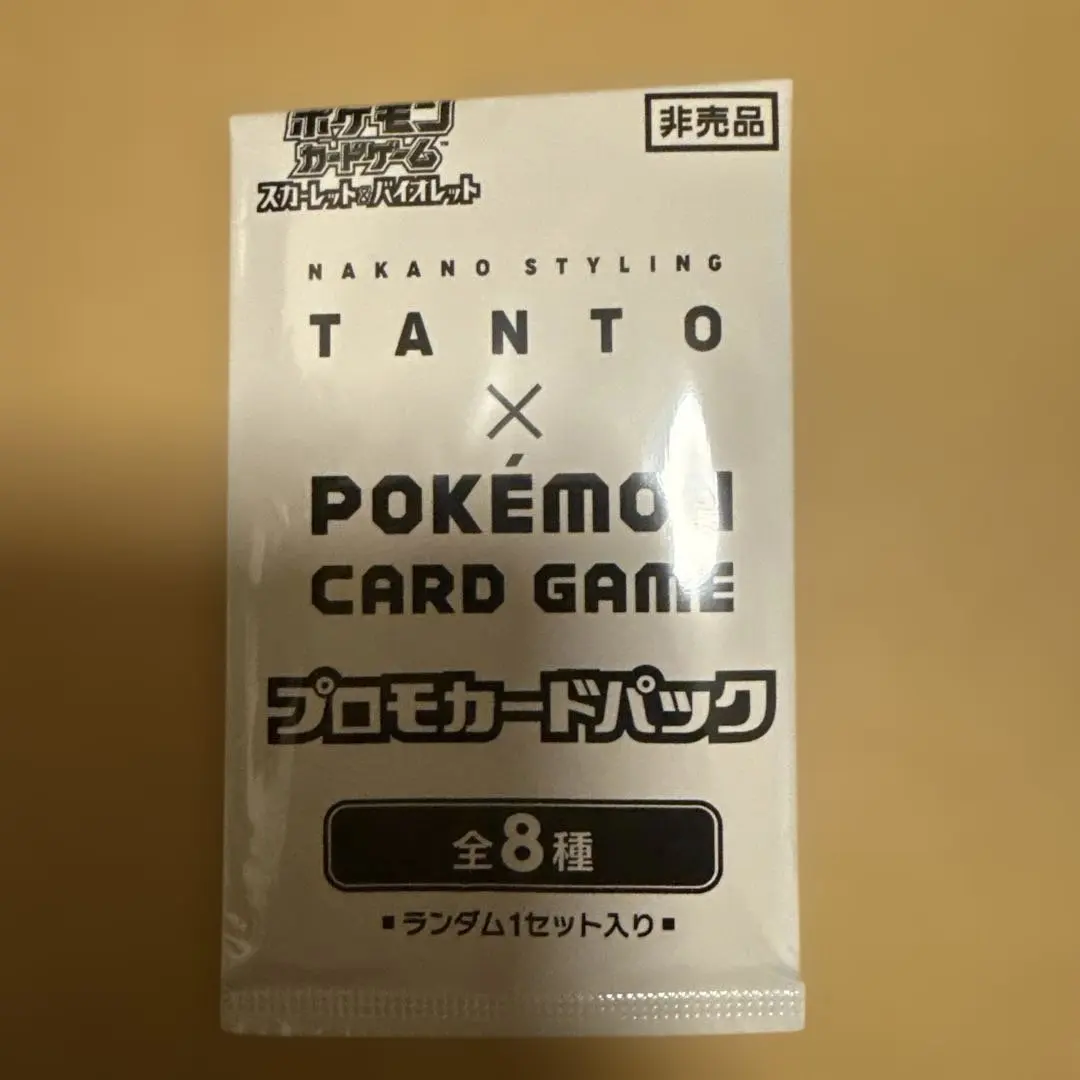 ポケモン
カードゲーム™
スカーレット&バイオレット
非売品
NAKANO STYLING
TANTO
×
POKÉMON
CARD GAME
プロモカードパック
全8種
▪ランダム1セット入り▪